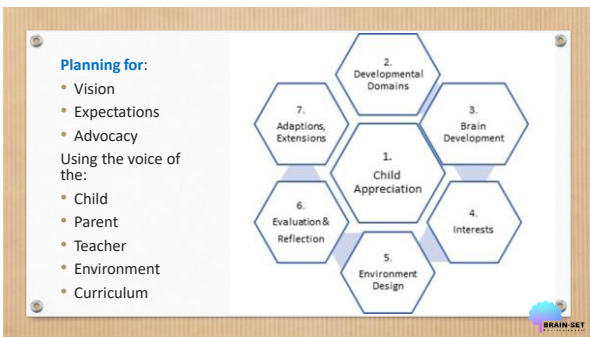 Planning for:
• Vision
• Expectations
• Advocacy
Using the voice of
the:
• Child
• Parent
• Teacher
• Environment
• Curriculum
1.
Child
Appreciation
2.
Developmental
Domains
3.
Brain
Development
4.
Interests
5.
Environment
Design
6.
Evaluation &
Reflection
7.
Adaptions,
Extensions
BRAIN-SET